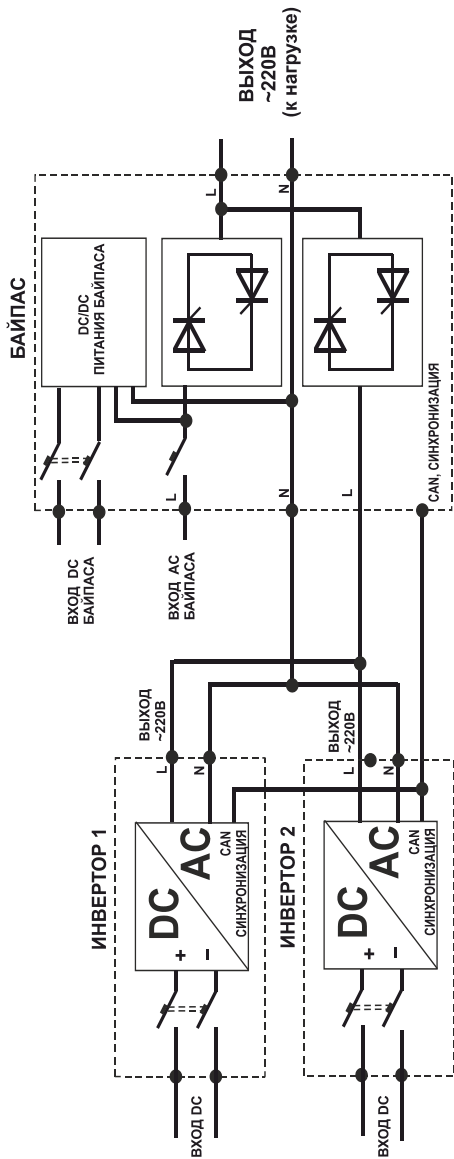 БАЙПАС
DC/DC
ПИТАНИЯ БАЙПАСА
ВЫХОД
~220В
(к нагрузке)
L
N
ВХОД DC
БАЙПАСА
ВХОД AC
БАЙПАСА
L
N
L
CAN, СИНХРОНИЗАЦИЯ
ИНВЕРТОР 1
ВЫХОД
~220В
L
N
DC
AC
+
–
CAN
СИНХРОНИЗАЦИЯ
ВХОД DC
ИНВЕРТОР 2
ВЫХОД
~220В
L
N
DC
AC
+
–
CAN
СИНХРОНИЗАЦИЯ
ВХОД DC